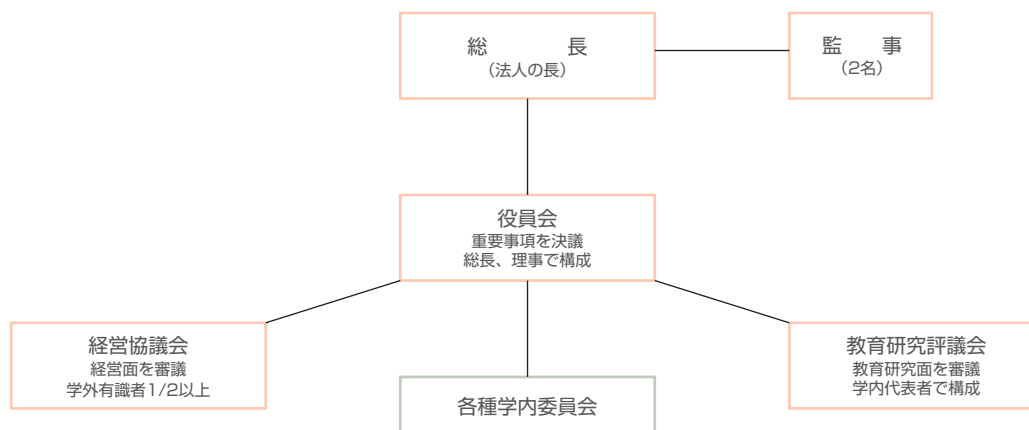 総　長
（法人の長）
監　事
（2名）
役員会
重要事項を決議
総長、理事で構成
経営協議会
経営面を審議
学外有識者1/2以上
各種学内委員会
教育研究評議会
教育研究面を審議
学内代表者で構成